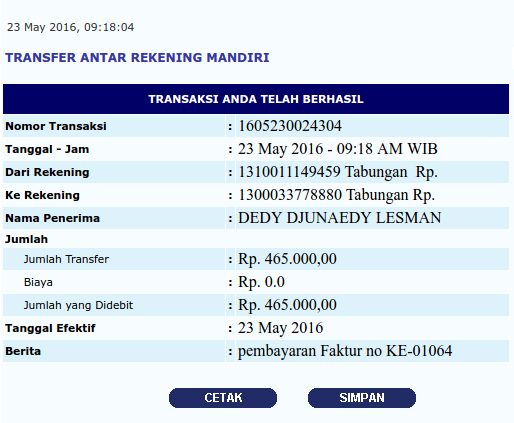 23 May 2016, 09:18:04
TRANSFER ANTAR REKENING MANDIRI
TRANSAKSI ANDA TELAH BERHASIL
Nomor Transaksi : 1605230024304
Tanggal - Jam : 23 May 2016 - 09:18 AM WIB
Dari Rekening : 1310011149459 Tabungan Rp.
Ke Rekening : 1300033778880 Tabungan Rp.
Nama Penerima : DEDY DJUNAEDY LESMAN
Jumlah
Jumlah Transfer : Rp. 465.000,00
Biaya : Rp. 0.0
Jumlah yang Didebit : Rp. 465.000,00
Tanggal Efektif : 23 May 2016
Berita : pembayaran Faktur no KE-01064
CETAK SIMPAN